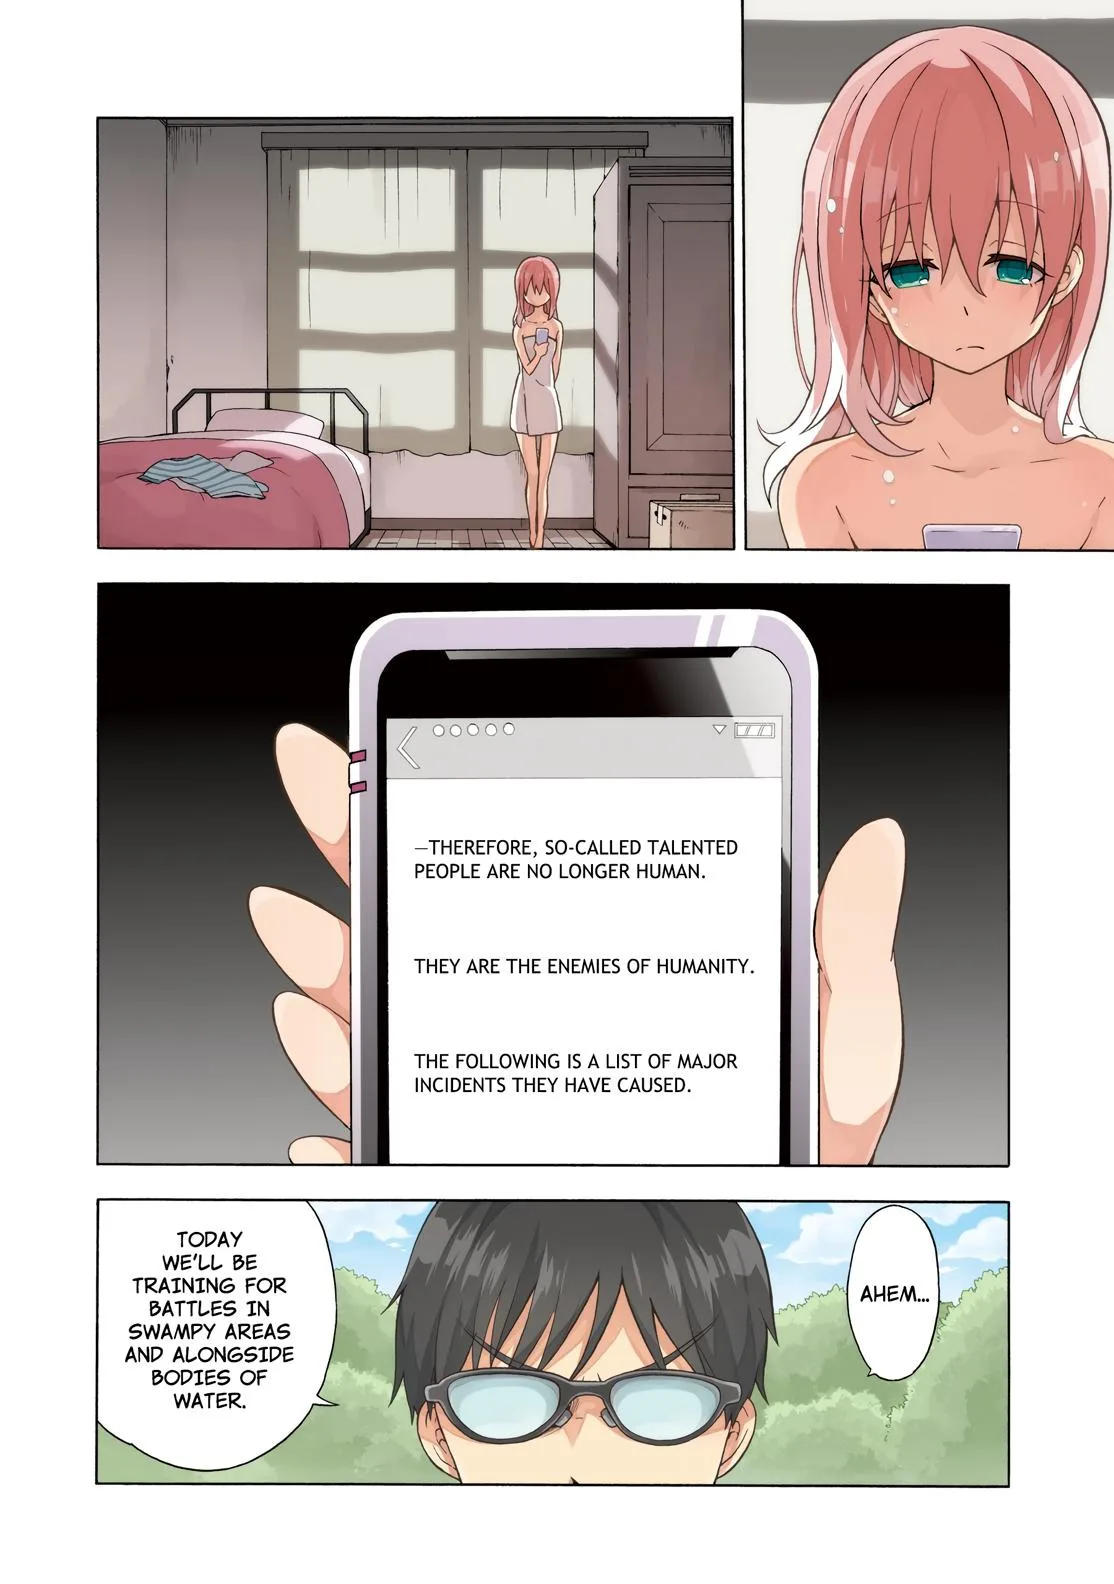 —THEREFORE, SO-CALLED TALENTED
PEOPLE ARE NO LONGER HUMAN.
THEY ARE THE ENEMIES OF HUMANITY.
THE FOLLOWING IS A LIST OF MAJOR
INCIDENTS THEY HAVE CAUSED.
AHEM...
TODAY
WE'LL BE
TRAINING FOR
BATTLES IN
SWAMPY AREAS
AND ALONGSIDE
BODIES OF
WATER.